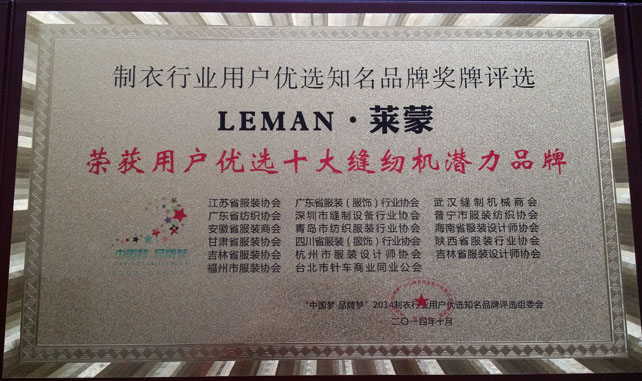 制衣行业用户优选知名品牌奖牌评选
LEMAN·莱蒙
荣获用户优选十大缝纫机潜力品牌
中国梦 品牌梦
江苏省服装协会 广东省服装（服饰）行业协会 武汉缝制机械商会
广东省纺织协会 深圳市缝制设备行业协会 普宁市服装纺织协会
安徽省服装商会 青岛市纺织服装行业协会 海南省服装设计师协会
甘肃省服装协会 四川省服装（服饰）行业协会 陕西省服装行业协会
吉林省服装协会 杭州市服装设计师协会 吉林省服装设计师协会
福州市服装协会 台北市针车商业同业公会
“中国梦 品牌梦”2014制衣行业用户优选知名品牌评选组委会
二〇一四年十月